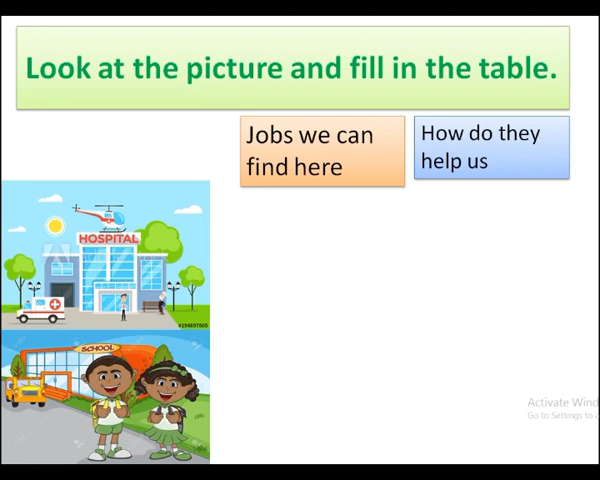 Look at the picture and fill in the table.
Jobs we can
find here
How do they
help us
HOSPITAL
#194697605
SCHOOL
Activate Wind
Go to Settings to